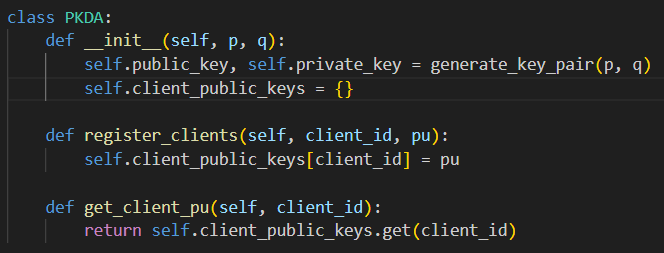 class PKDA:
    def __init__(self, p, q):
        self.public_key, self.private_key = generate_key_pair(p, q)
        self.client_public_keys = {}

    def register_clients(self, client_id, pu):
        self.client_public_keys[client_id] = pu

    def get_client_pu(self, client_id):
        return self.client_public_keys.get(client_id)